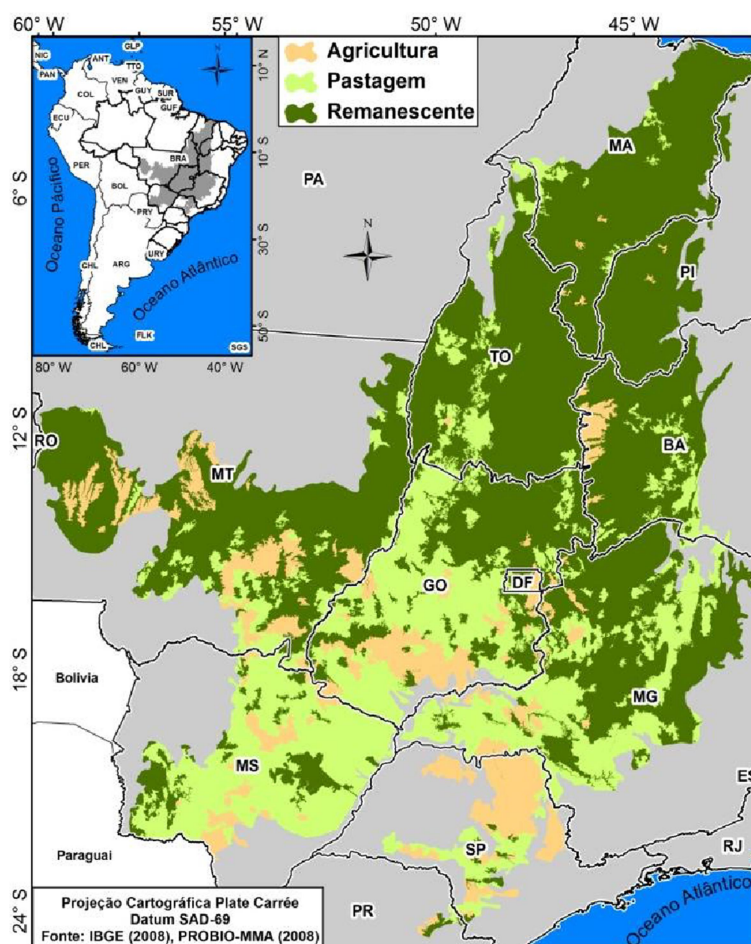 60° W
50° W
45° W
NIC
PAN
ANT
GLP
TTO
VEN
GUY
SUR
GUF
COL
ECU
BRA
PER
BOL
PRY
CHL
ARG
URY
FLK
CHL
SGS
Oceano Pácifico
Oceano Atlântico
10° N
10° S
30° S
50° S
80° W
60° W
40° W
N
Agricultura
Pastagem
Remanescente
N
6° S
12° S
18° S
24° S
PA
MA
PI
TO
RO
MT
BA
GO
DF
MG
MS
ES
SP
RJ
PR
Bolivia
Paraguai
Oceano Atlântico
Projeção Cartográfica Plate Carrée
Datum SAD-69
Fonte: IBGE (2008), PROBIO-MMA (2008)